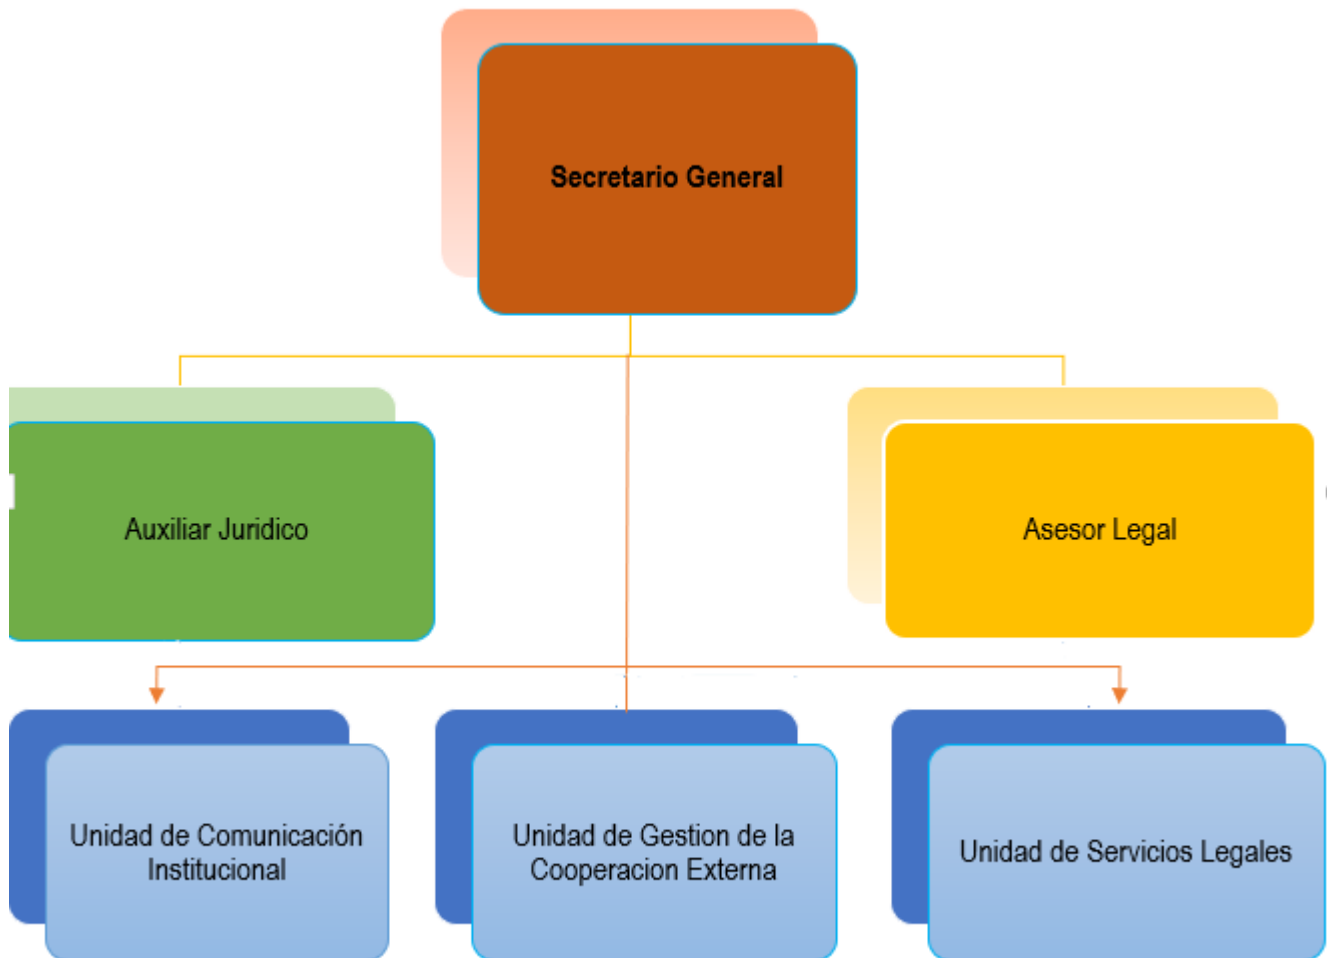 Secretario General
Auxiliar Juridico
Asesor Legal
Unidad de Comunicación
Institucional
Unidad de Gestion de la
Cooperacion Externa
Unidad de Servicios Legales